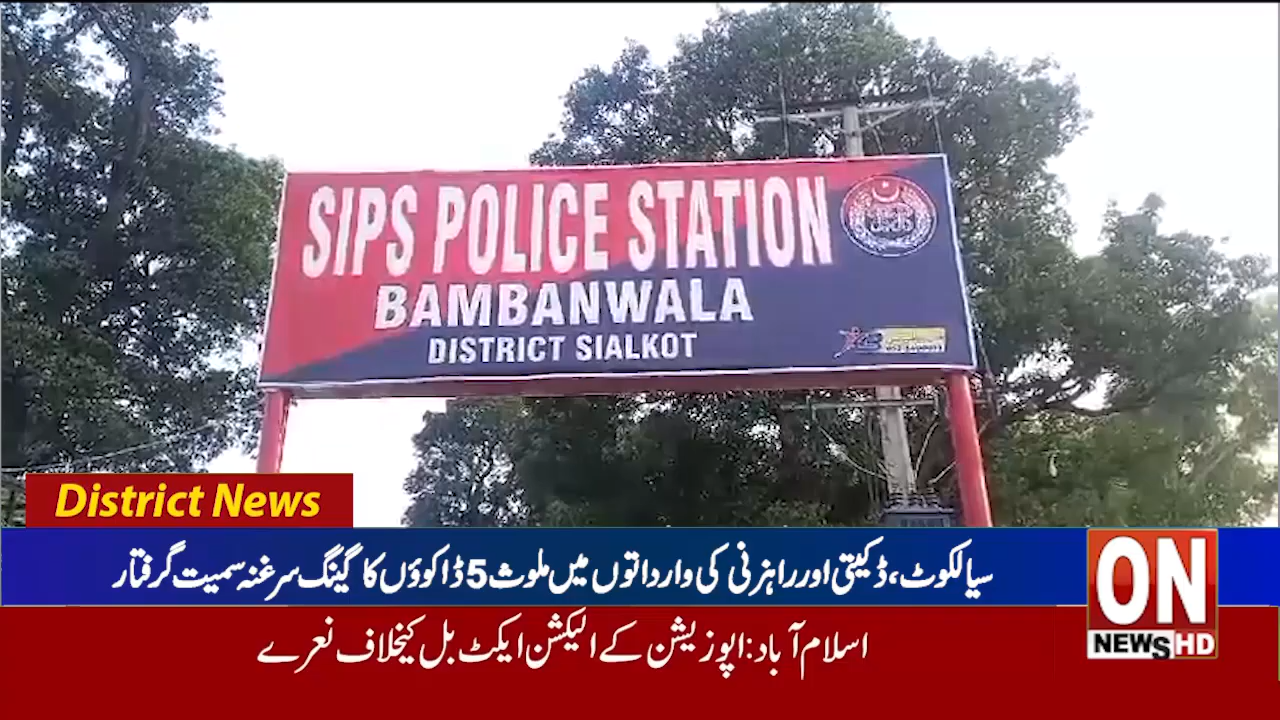 SIPS POLICE STATION
BAMBANWALA
DISTRICT SIALKOT
District News
سیالکوٹ، ڈکیتی اور راہزنی کی وارداتوں میں ملوث 5 ڈاکوؤں کا گینگ سرغنہ سمیت گرفتار
اسلام آباد: اپوزیشن کے الیکشن ایکٹ بل کیخلاف نعرے
ON
NEWS HD